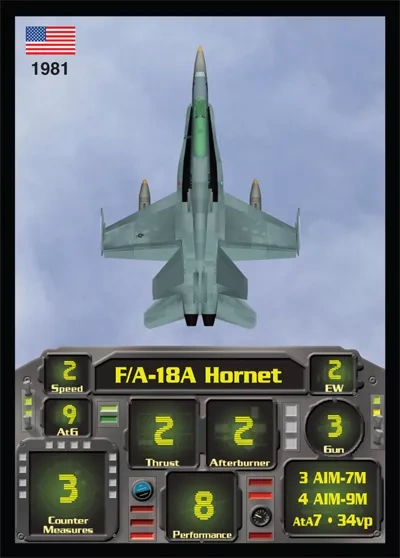 1981
2
Speed
F/A-18A Hornet
2
EW
9
AtG
2
Thrust
2
Afterburner
3
Gun
3
Counter
Measures
8
Performance
3 AIM-7M
4 AIM-9M
AtA7 • 34vp